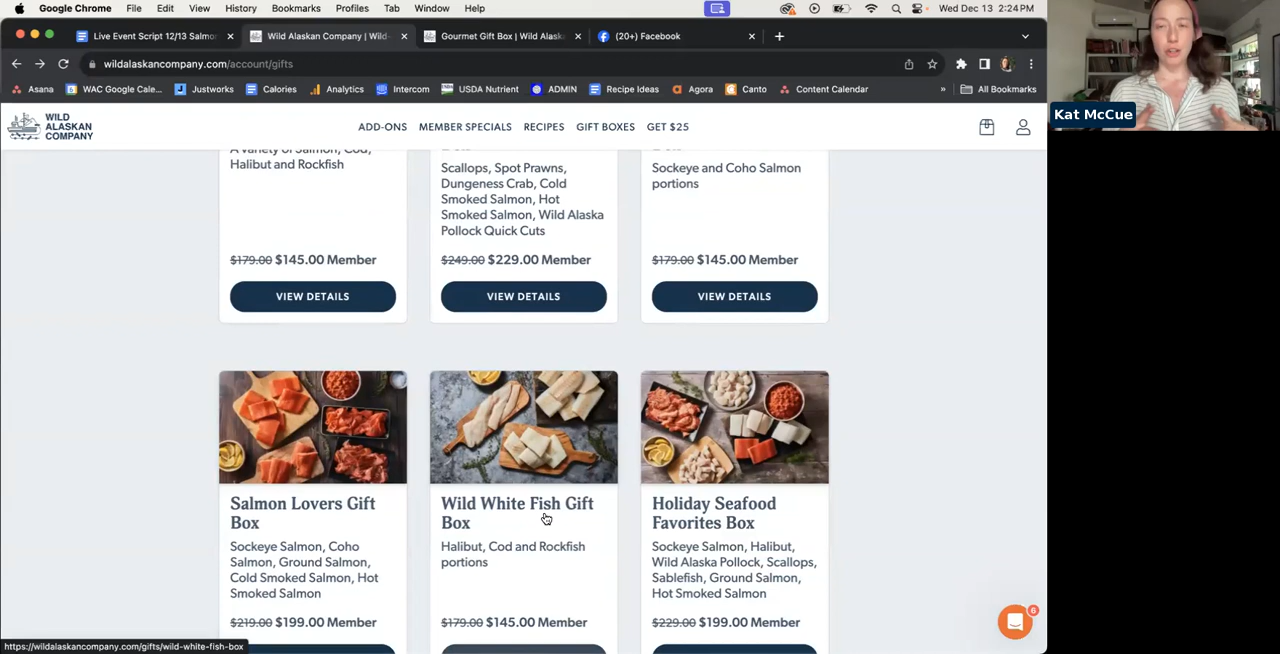 Google Chrome File Edit View History Bookmarks Profiles Tab Window Help Wed Dec 13 2:24 PM
Live Event Script 12/13 Salmo Wild Alaskan Company | Wild Gourmet Gift Box | Wild Alask (20+) Facebook
wildalaskancompany.com/account/gifts
Asana WAC Google Cale... Justworks Calories Analytics Intercom USDA Nutrient ADMIN Recipe Ideas Agora Canto Content Calendar » All Bookmarks
Kat McCue
WILD
ALASKAN
COMPANY
ADD-ONS MEMBER SPECIALS RECIPES GIFT BOXES GET $25
A variety of Salmon, Cod,
Halibut and Rockfish
$179.00 $145.00 Member
VIEW DETAILS
Scallops, Spot Prawns,
Dungeness Crab, Cold
Smoked Salmon, Hot
Smoked Salmon, Wild Alaska
Pollock Quick Cuts
$249.00 $229.00 Member
VIEW DETAILS
Sockeye and Coho Salmon
portions
$179.00 $145.00 Member
VIEW DETAILS
Salmon Lovers Gift
Box
Sockeye Salmon, Coho
Salmon, Ground Salmon,
Cold Smoked Salmon, Hot
Smoked Salmon
$219.00 $199.00 Member
Wild White Fish Gift
Box
Halibut, Cod and Rockfish
portions
$179.00 $145.00 Member
Holiday Seafood
Favorites Box
Sockeye Salmon, Halibut,
Wild Alaska Pollock, Scallops,
Sablefish, Ground Salmon,
Hot Smoked Salmon
$229.00 $199.00 Member
6
https://wildalaskancompany.com/gifts/wild-white-fish-box